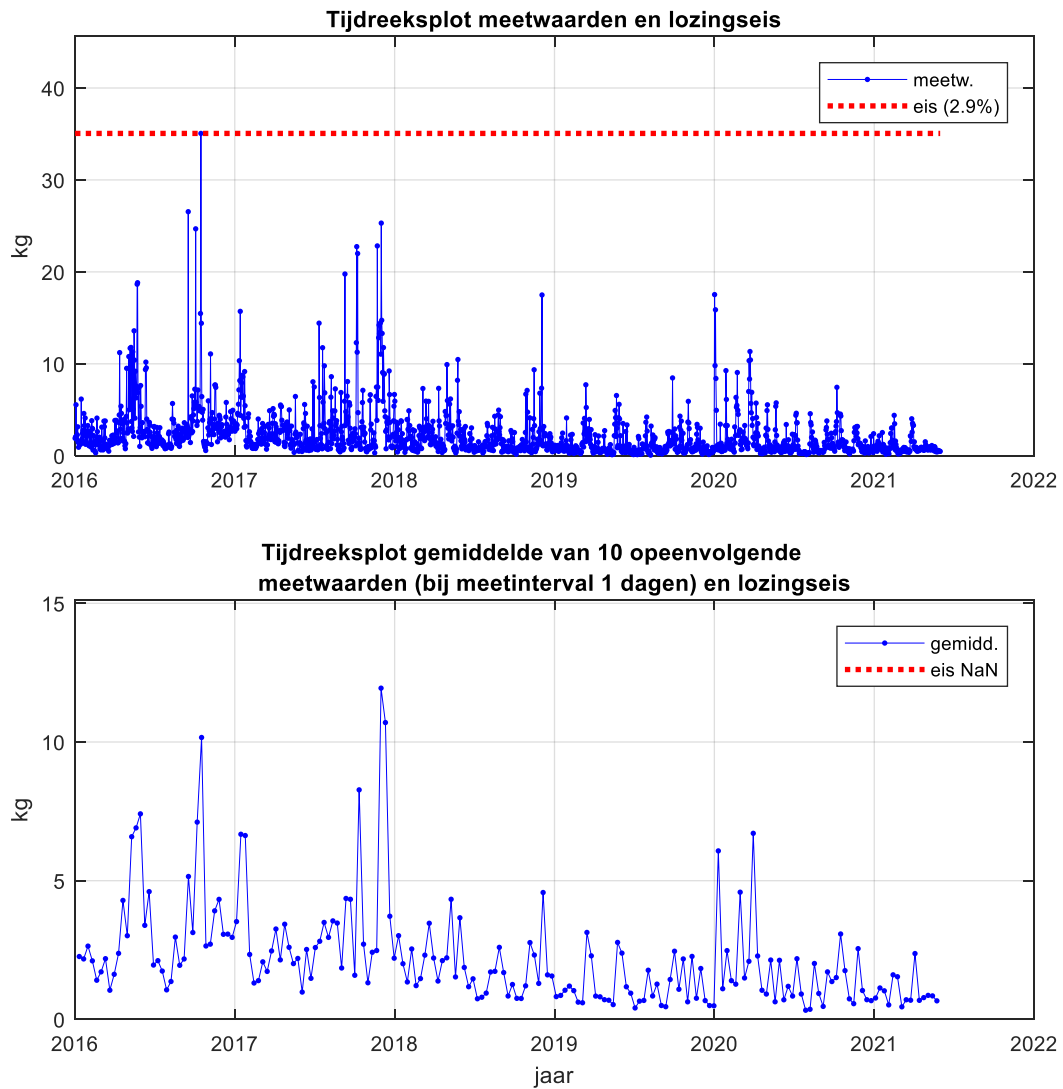 Tijdreeksplot meetwaarden en lozingseis
kg
40
30
20
10
0
meetw.
eis (2.9%)
2016 2017 2018 2019 2020 2021 2022
Tijdreeksplot gemiddelde van 10 opeenvolgende
meetwaarden (bij meetinterval 1 dagen) en lozingseis
kg
15
10
5
0
gemidd.
eis NaN
2016 2017 2018 2019 2020 2021 2022
jaar